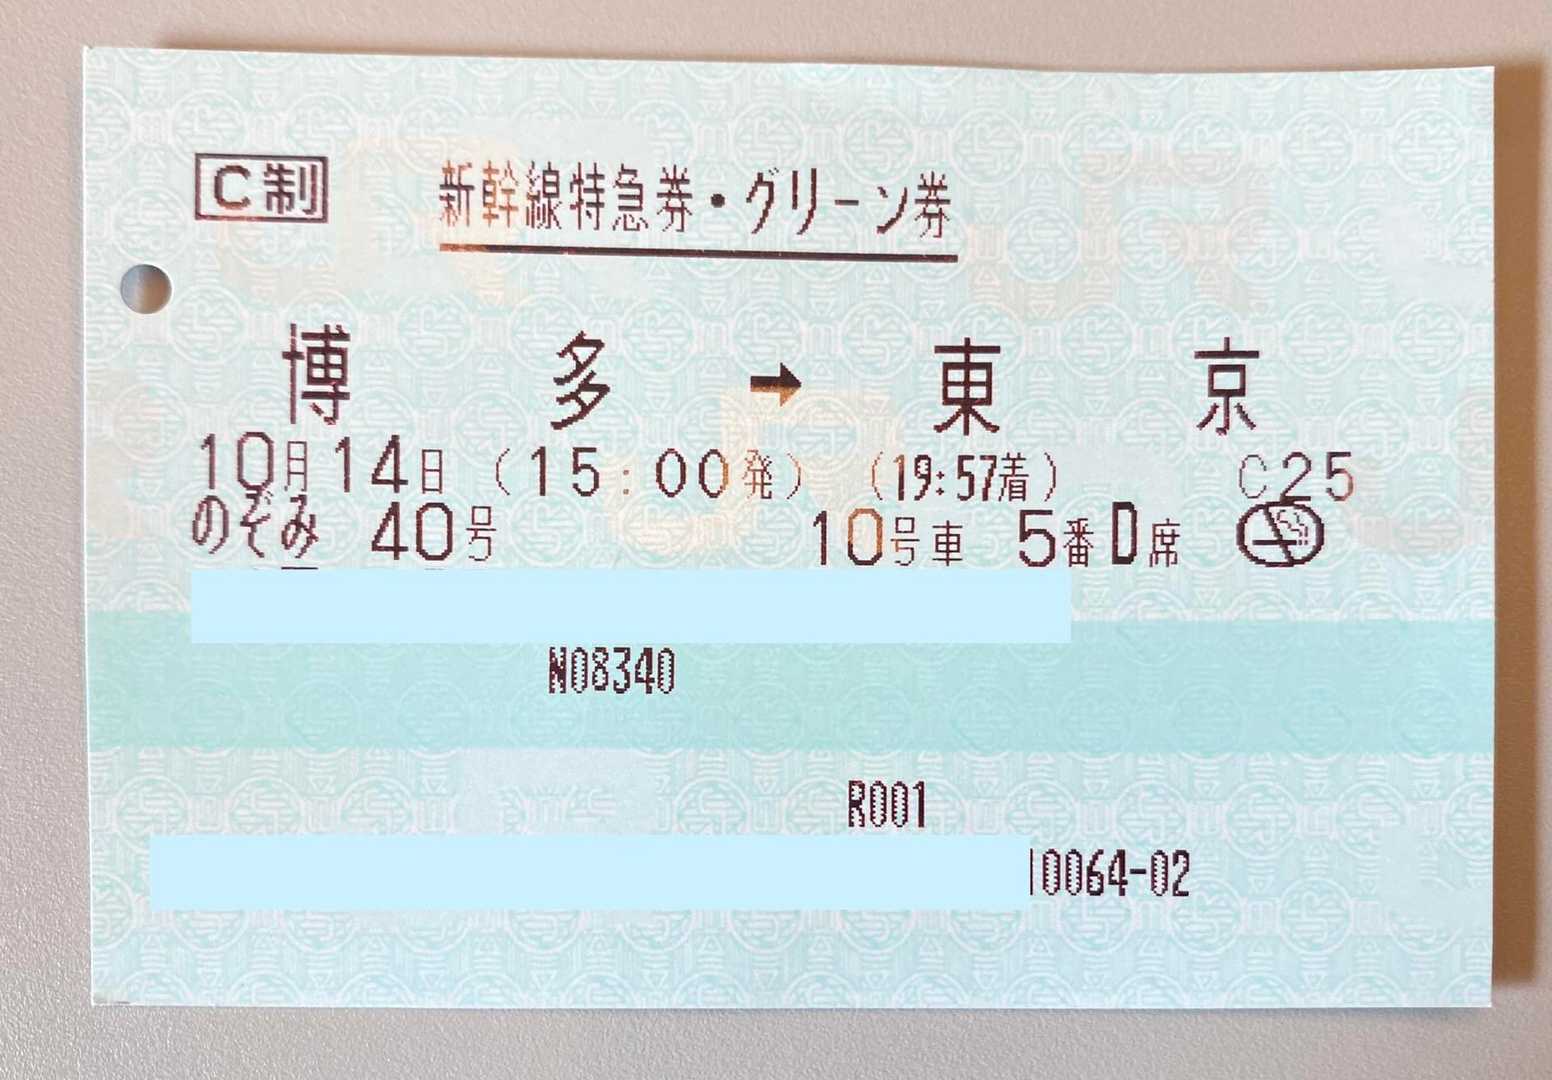 C制
新幹線特急券・グリーン券
博多→東京
10月14日 (15:00発) (19:57着) C25
のぞみ 40号 10号車 5番D席
N08340
R001
10064-02